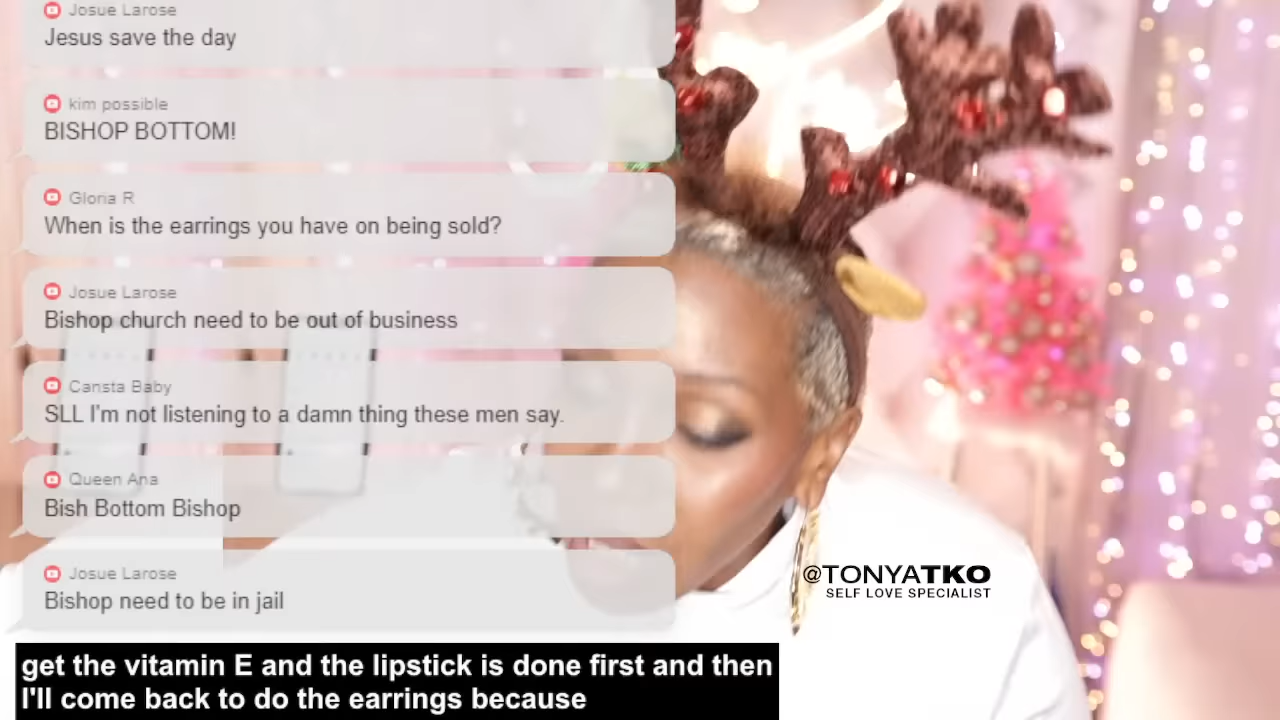 Josue Larose
Jesus save the day
kim possible
BISHOP BOTTOM!
Gloria R
When is the earrings you have on being sold?
Josue Larose
Bishop church need to be out of business
Cansta Baby
SLL I'm not listening to a damn thing these men say.
Queen Ana
Bish Bottom Bishop
Josue Larose
Bishop need to be in jail
@TONYATKO
SELF LOVE SPECIALIST
get the vitamin E and the lipstick is done first and then
I'll come back to do the earrings because